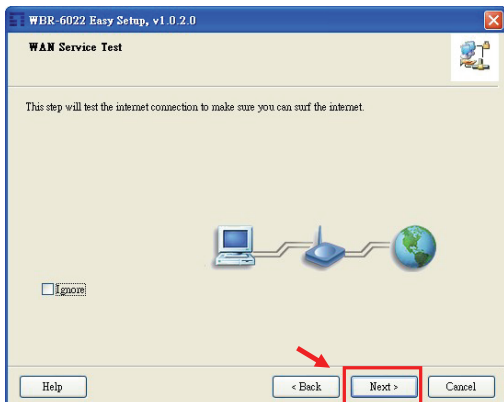 WBR-6022 Easy Setup, v1.0.2.0
WAN Service Test
This step will test the internet connection to make sure you can surf the internet.
Ignore
Help
< Back
Next >
Cancel